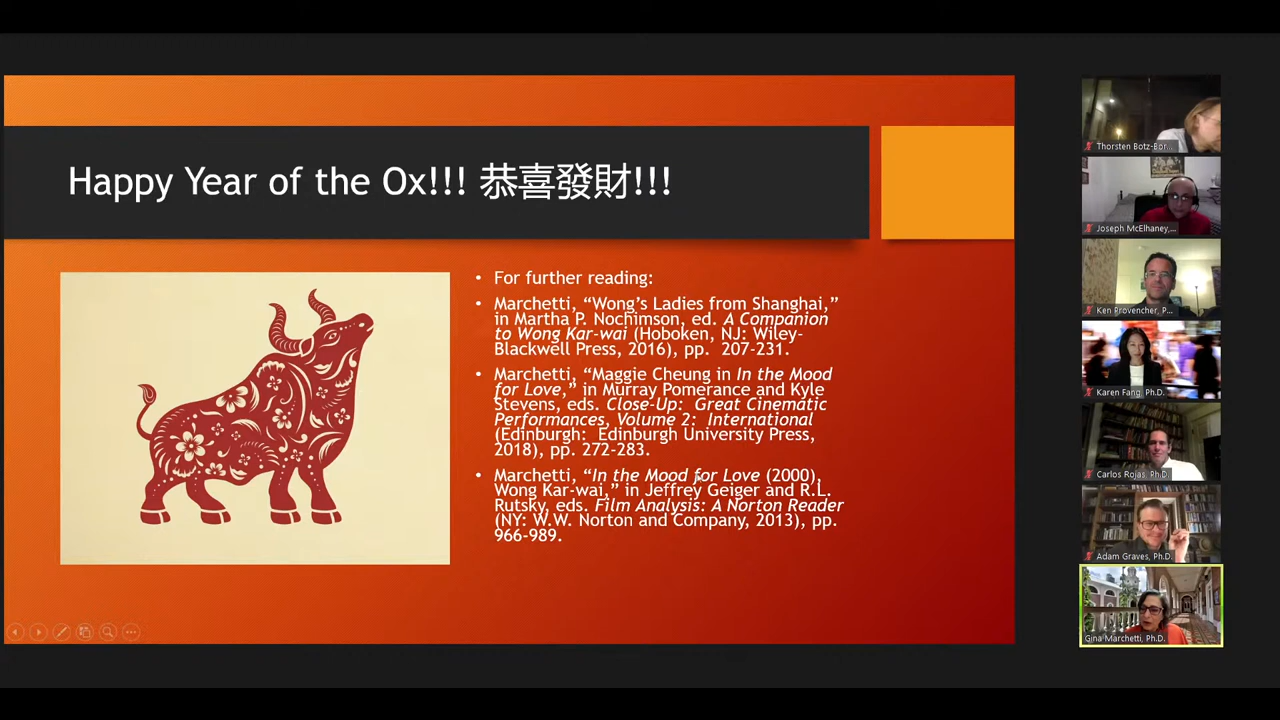 Happy Year of the Ox!!! 恭喜發財!!!
• For further reading:
• Marchetti, “Wong’s Ladies from Shanghai,”
in Martha P. Nochimson, ed. A Companion
to Wong Kar-wai (Hoboken, NJ: Wiley-
Blackwell Press, 2016), pp. 207-231.
• Marchetti, “Maggie Cheung in In the Mood
for Love,” in Murray Pomerance and Kyle
Stevens, eds. Close-Up: Great Cinematic
Performances, Volume 2: International
(Edinburgh: Edinburgh University Press,
2018), pp. 272-283.
• Marchetti, “In the Mood for Love (2000),
Wong Kar-wai,” in Jeffrey Geiger and R.L.
Rutsky, eds. Film Analysis: A Norton Reader
(NY: W.W. Norton and Company, 2013), pp.
966-989.
Thorsten Botz-Bor...
Joseph McElhaney,...
Ken Provencher, P...
Karen Fang, Ph.D.
Carlos Rojas, Ph.D.
Adam Graves, Ph.D.
Gina Marchetti, Ph.D.